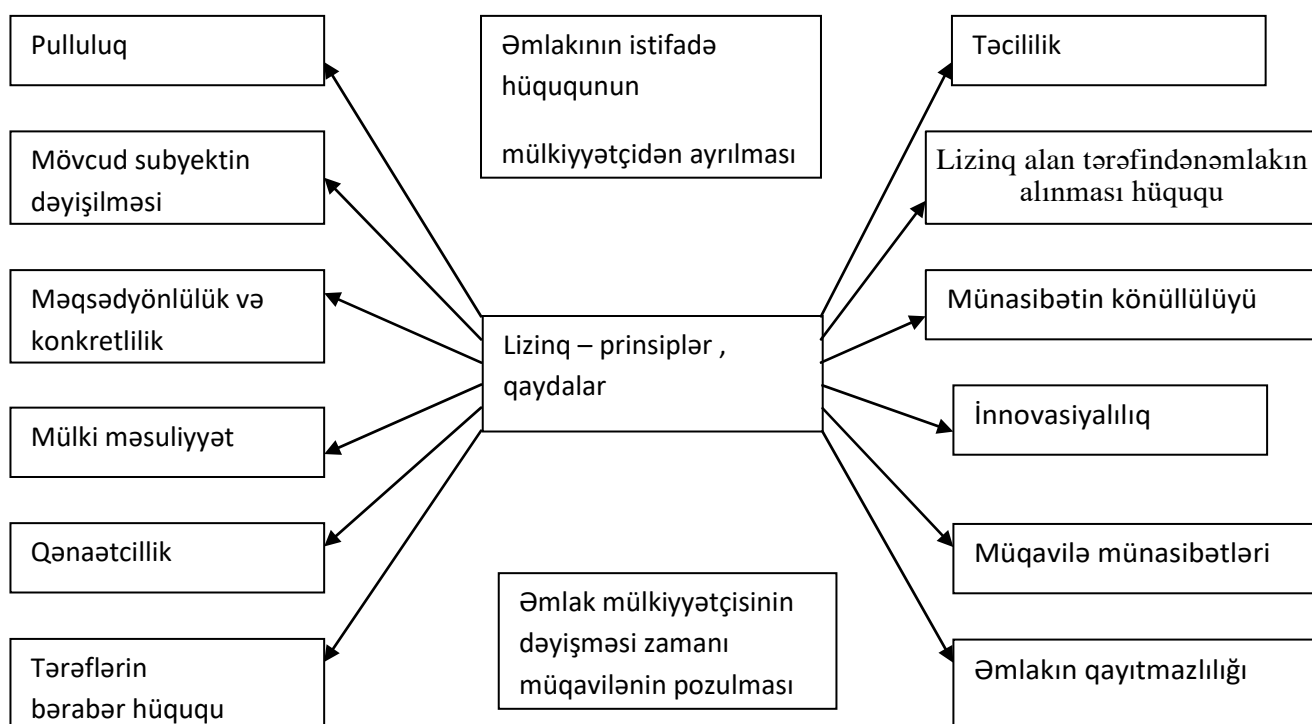 Pulluluq
Əmlakının istifadə
hüququnun
mülkiyyətçidən ayrılması
Təcililik
Mövcud subyektin
dəyişilməsi
Lizinq alan tərəfindənəmlakın
alınması hüququ
Məqsədyönlülük və
konkretlilik
Lizinq – prinsiplər ,
qaydalar
Münasibətin könüllülüyü
Mülki məsuliyyət
İnnovasiyalılıq
Qənaətcillik
Əmlak mülkiyyətçisinin
dəyişməsi zamanı
müqavilənin pozulması
Müqavilə münasibətləri
Tərəflərin
bərabər hüququ
Əmlakın qayıtmazlılığı